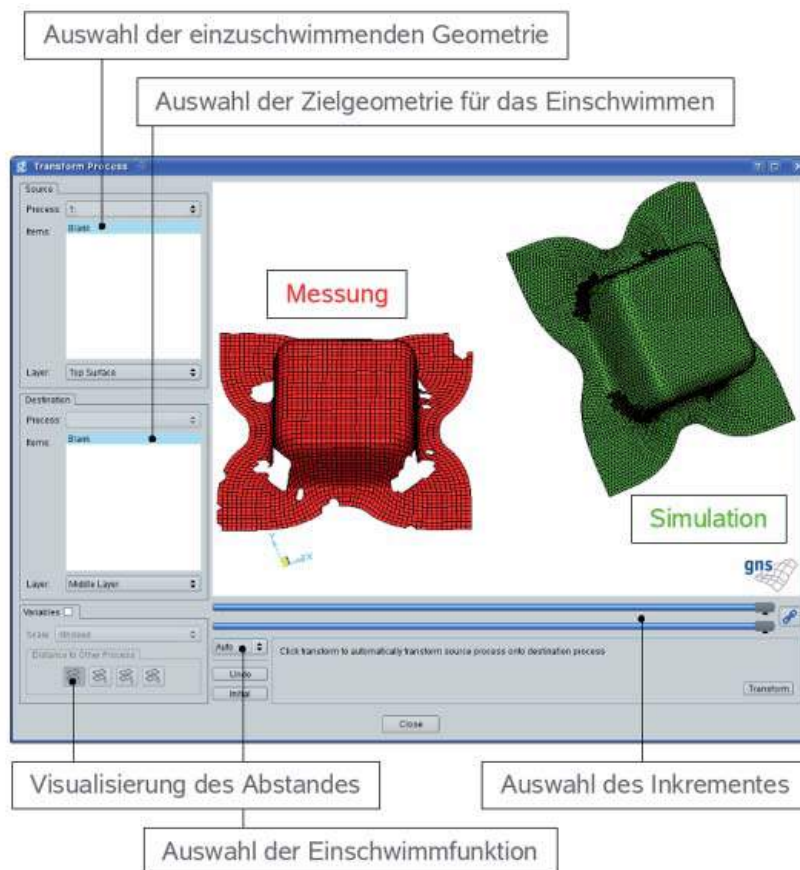 Auswahl der einzuschwimmenden Geometrie
Auswahl der Zielgeometrie für das Einschwimmen
Transform Process
Source
Process: 1:
Items: Blank
Layer: Top Surface
Destination
Process:
Items: Blank
Layer: Middle Layer
Messung
Simulation
gns
Variables
Scale
Distance to Other Process
Auto
Click transform to automatically transform source process onto destination process
Undo
Initial
Transform
Close
Visualisierung des Abstandes
Auswahl des Inkrementes
Auswahl der Einschwimmfunktion